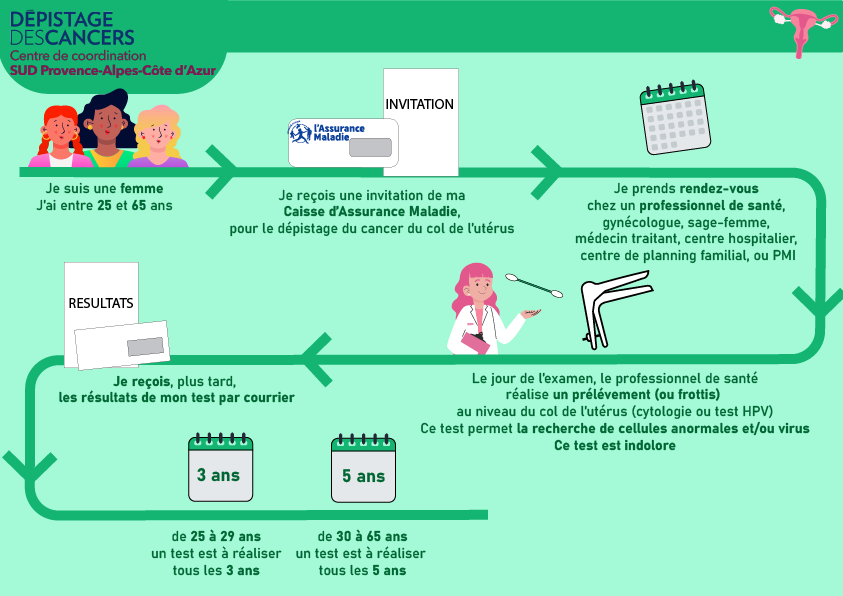 DÉPISTAGE
DESCANCERS
Centre de coordination
SUD Provence-Alpes-Côte d'Azur
Je suis une femme
J'ai entre 25 et 65 ans
l'Assurance
Maladie
INVITATION
Je reçois une invitation de ma
Caisse d'Assurance Maladie,
pour le dépistage du cancer du col de l'utérus
Je prends rendez-vous
chez un professionnel de santé,
gynécologue, sage-femme,
médecin traitant, centre hospitalier,
centre de planning familial, ou PMI
Le jour de l'examen, le professionnel de santé
réalise un prélévement (ou frottis)
au niveau du col de l'utérus (cytologie ou test HPV)
Ce test permet la recherche de cellules anormales et/ou virus
Ce test est indolore
RESULTATS
Je reçois, plus tard,
les résultats de mon test par courrier
3 ans
de 25 à 29 ans
un test est à réaliser
tous les 3 ans
5 ans
de 30 à 65 ans
un test est à réaliser
tous les 5 ans